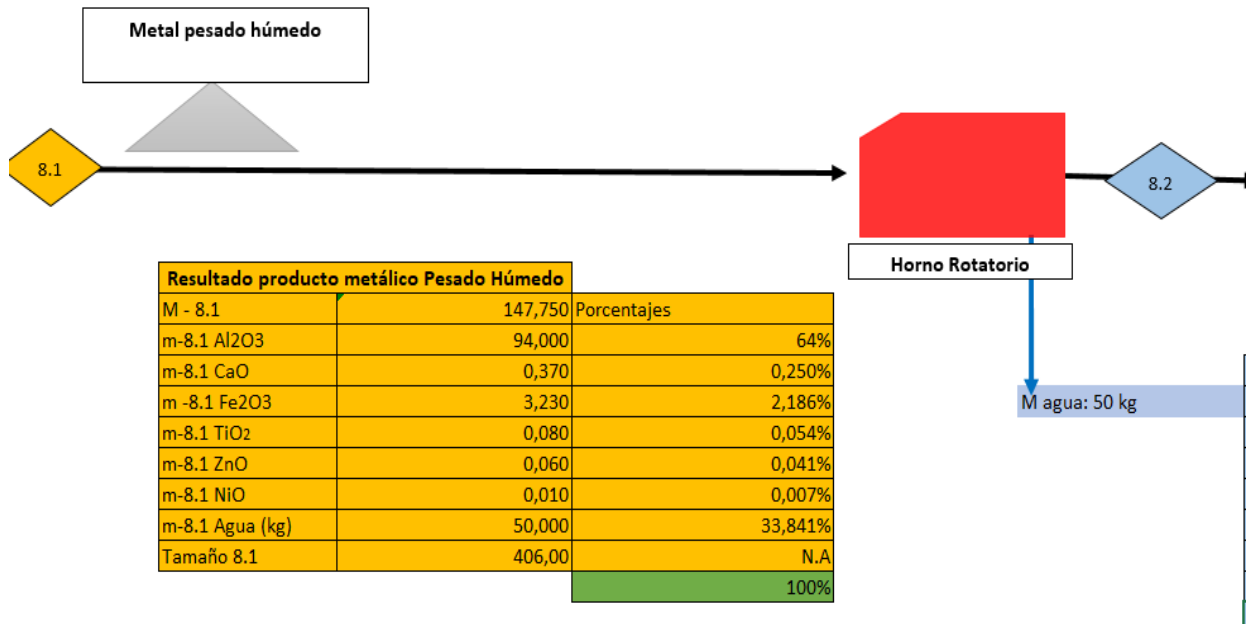 Metal pesado húmedo
8.1
8.2
Horno Rotatorio
Resultado producto metálico Pesado Húmedo
M - 8.1 147,750 Porcentajes
m-8.1 Al2O3 94,000 64%
m-8.1 CaO 0,370 0,250%
m -8.1 Fe2O3 3,230 2,186%
m-8.1 TiO2 0,080 0,054%
m-8.1 ZnO 0,060 0,041%
m-8.1 NiO 0,010 0,007%
m-8.1 Agua (kg) 50,000 33,841%
Tamaño 8.1 406,00 N.A
100%
M agua: 50 kg